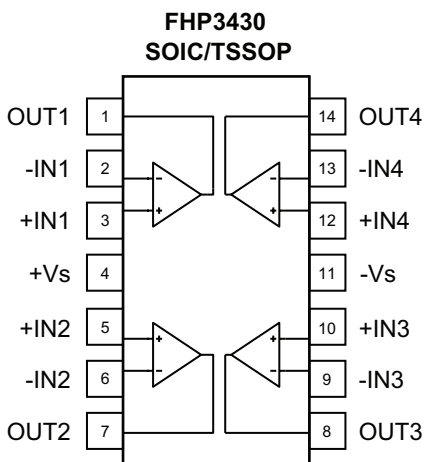 FHP3430
SOIC/TSSOP
OUT1 1 14 OUT4
-IN1 2 - - 13 -IN4
+IN1 3 + + 12 +IN4
+Vs 4 11 -Vs
+IN2 5 + + 10 +IN3
-IN2 6 - - 9 -IN3
OUT2 7 8 OUT3